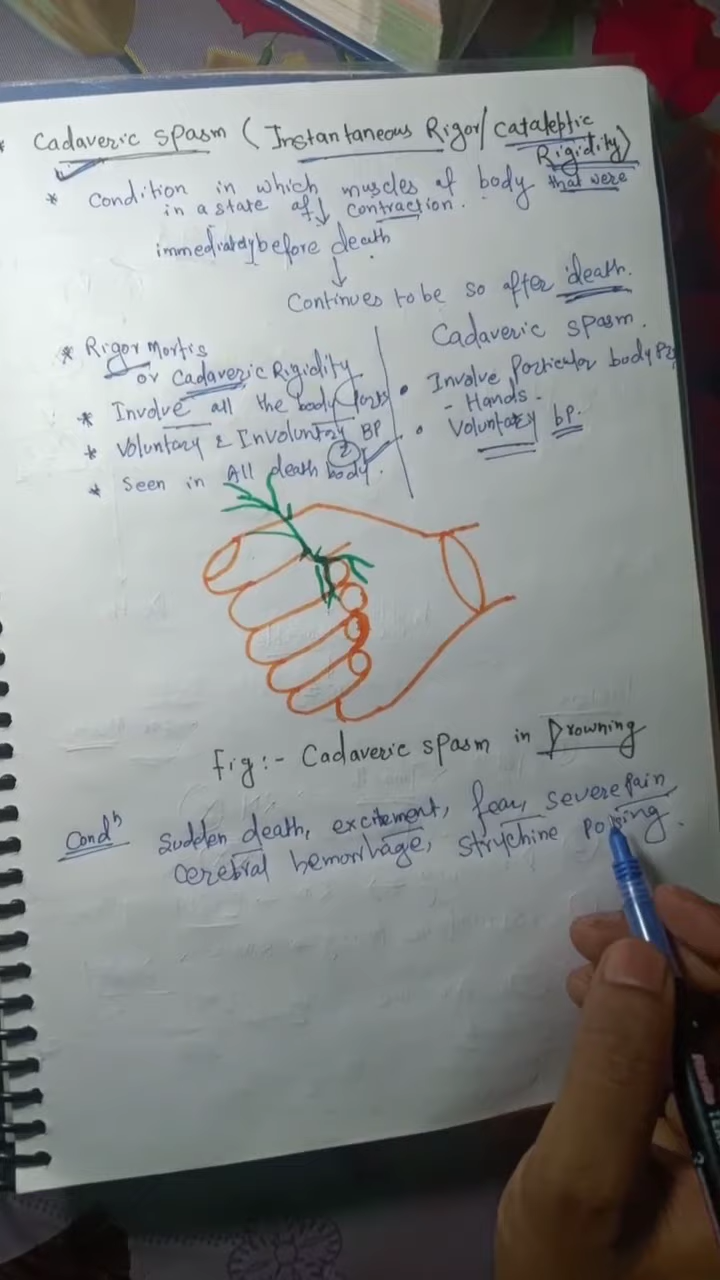 * Cadaveric spasm (Instantaneous Rigor/Cataleptic Rigidity)
* Condition in which muscles of body that were
in a state of contraction.
immediately before death
Continues to be so after death.
* Rigor Mortis
or Cadaveric Rigidity
* Involve all the body parts
* Voluntary & Involuntary BP
2
* Seen in All death body.
Cadaveric spasm.
• Involve Particular body
- Hands -
• Voluntary bP.
Fig:- Cadaveric spasm in Drowning
Condn Sudden death, excitement, fear, severe pain
cerebral hemorrhage, strychine